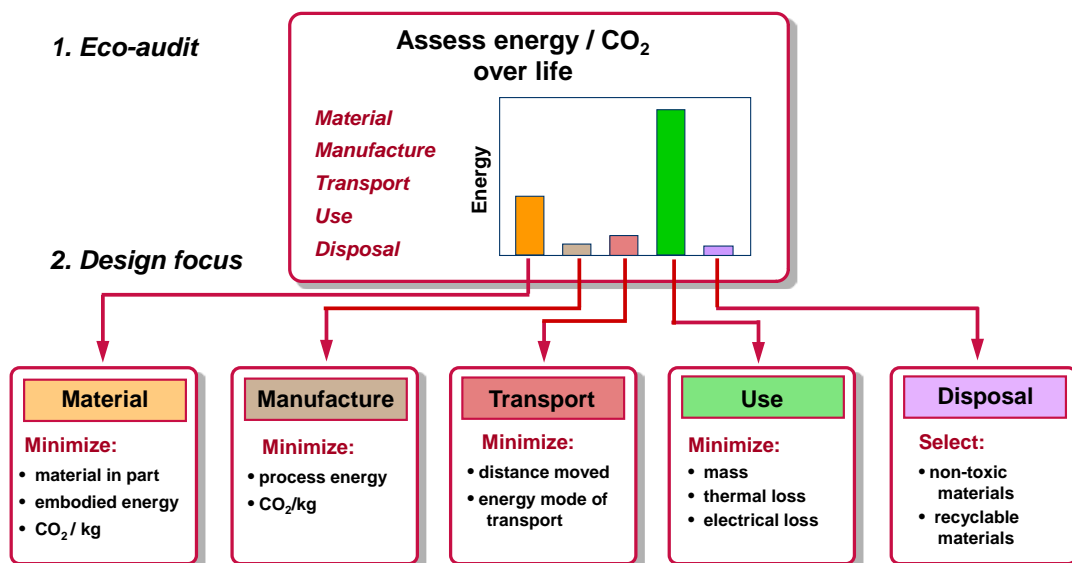 1. Eco-audit
Assess energy / CO₂
over life
Material
Manufacture
Transport
Use
Disposal
Energy
2. Design focus
Material
Minimize:
• material in part
• embodied energy
• CO₂ / kg
Manufacture
Minimize:
• process energy
• CO₂/kg
Transport
Minimize:
• distance moved
• energy mode of
transport
Use
Minimize:
• mass
• thermal loss
• electrical loss
Disposal
Select:
• non-toxic
materials
• recyclable
materials